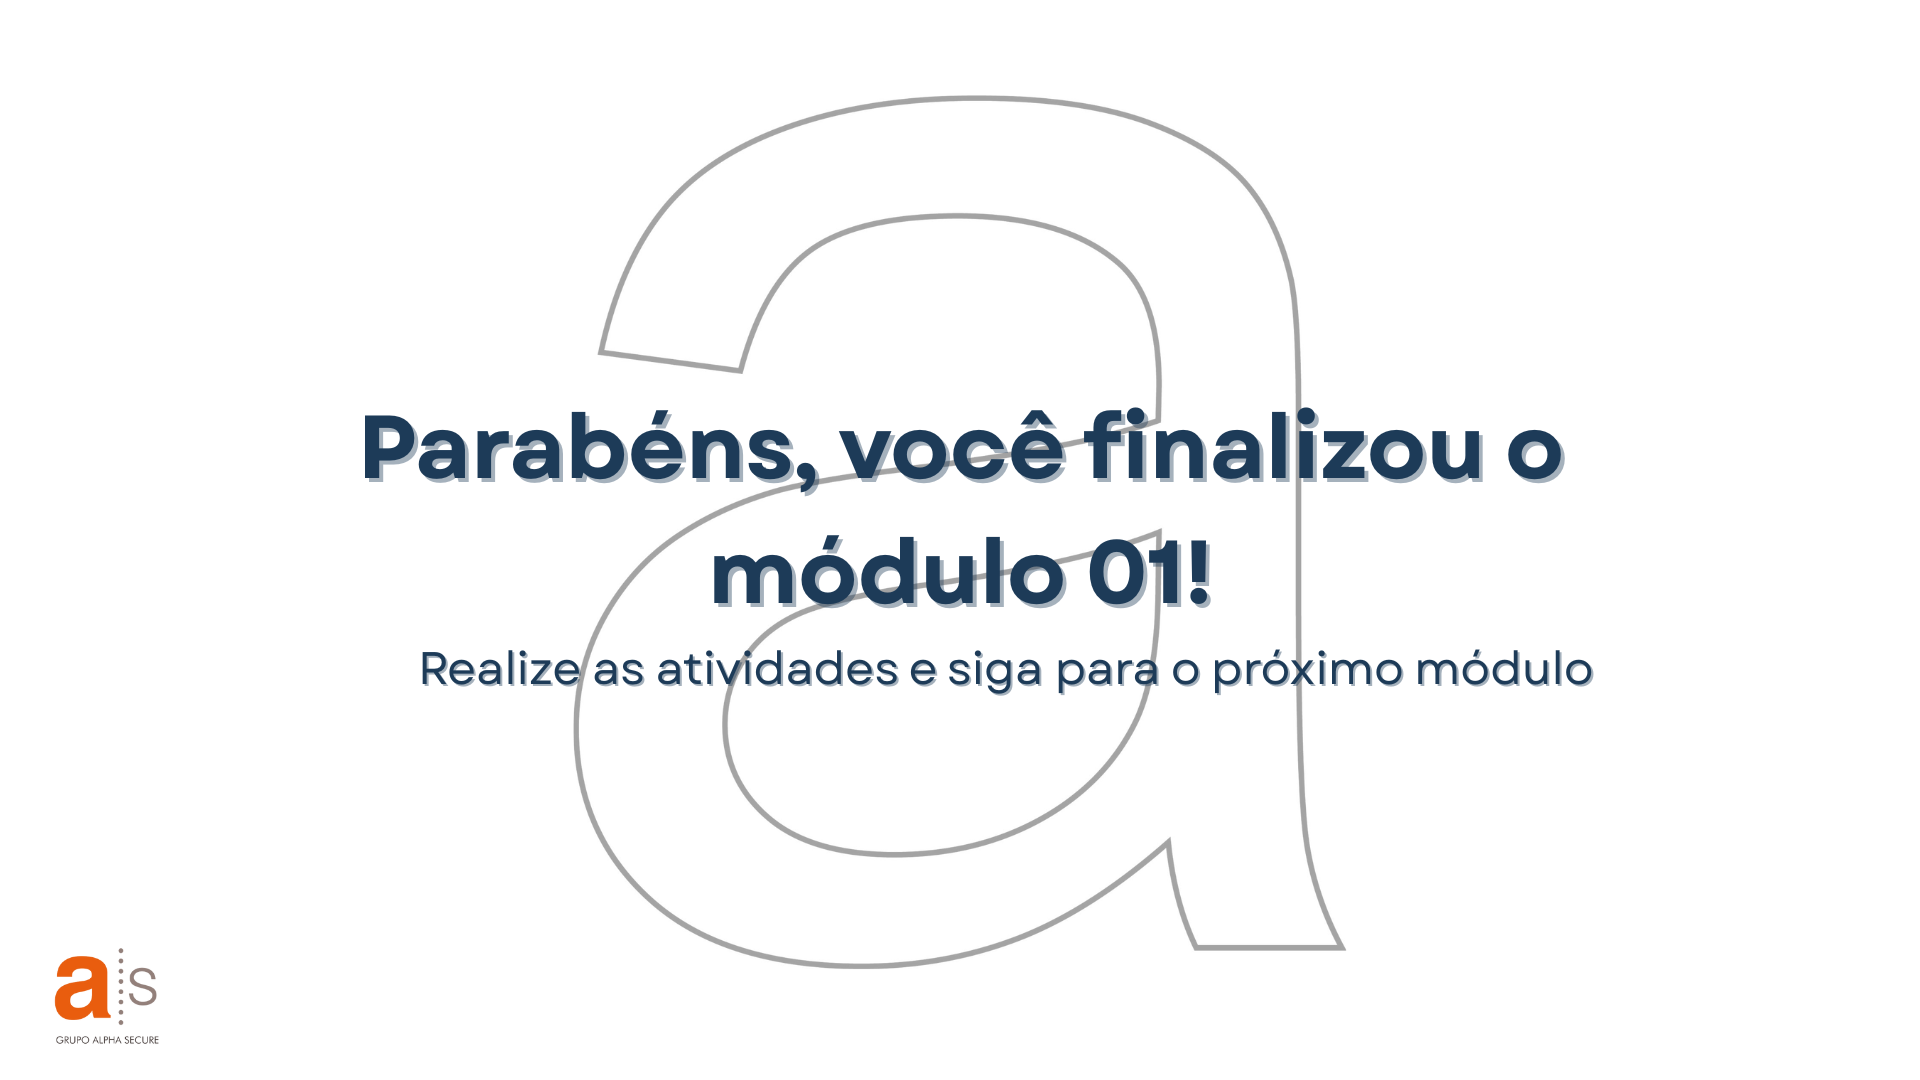 Parabéns, você finalizou o
módulo 01!
Realize as atividades e siga para o próximo módulo
a s
GRUPO ALPHA SECURE